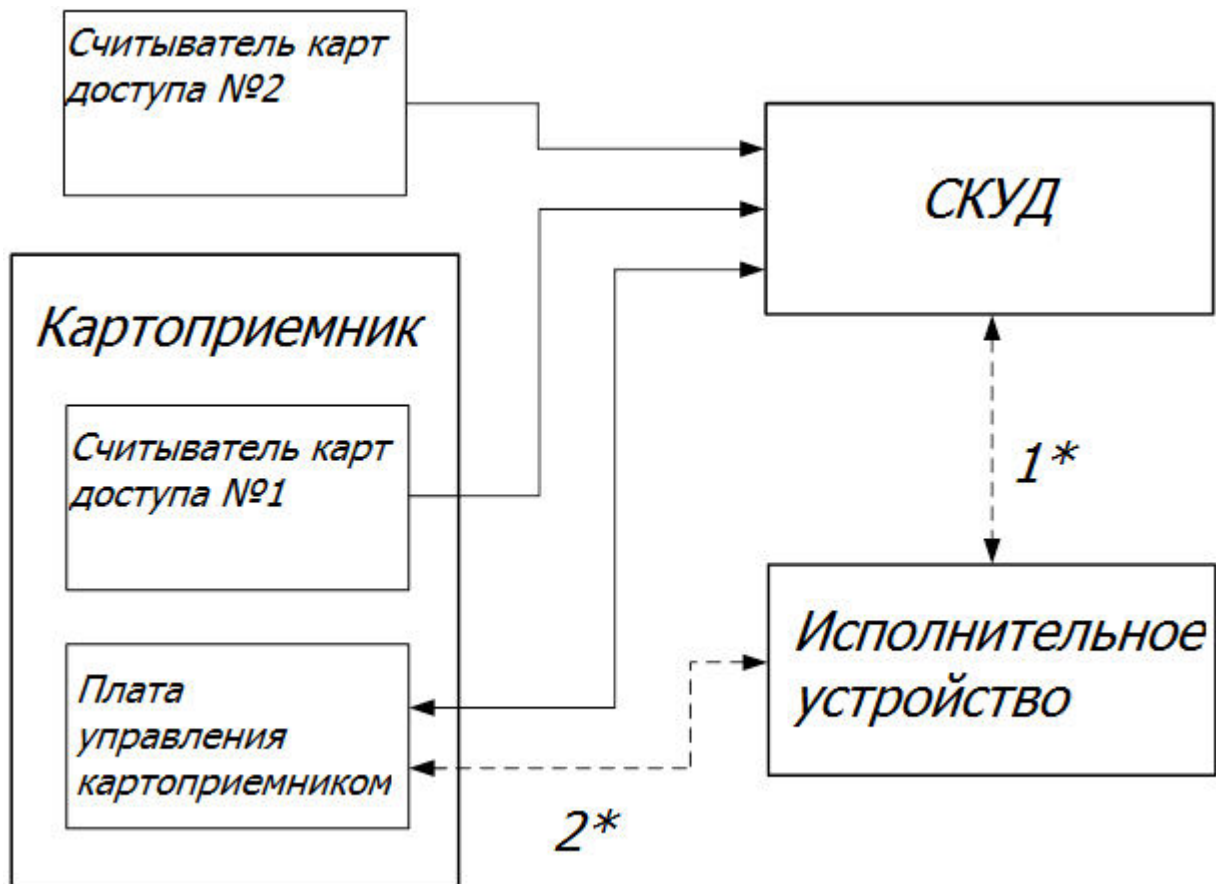 Считыватель карт
доступа №2
СКУД
Картоприемник
Считыватель карт
доступа №1
1*
Исполнительное
устройство
Плата
управления
картоприемником
2*